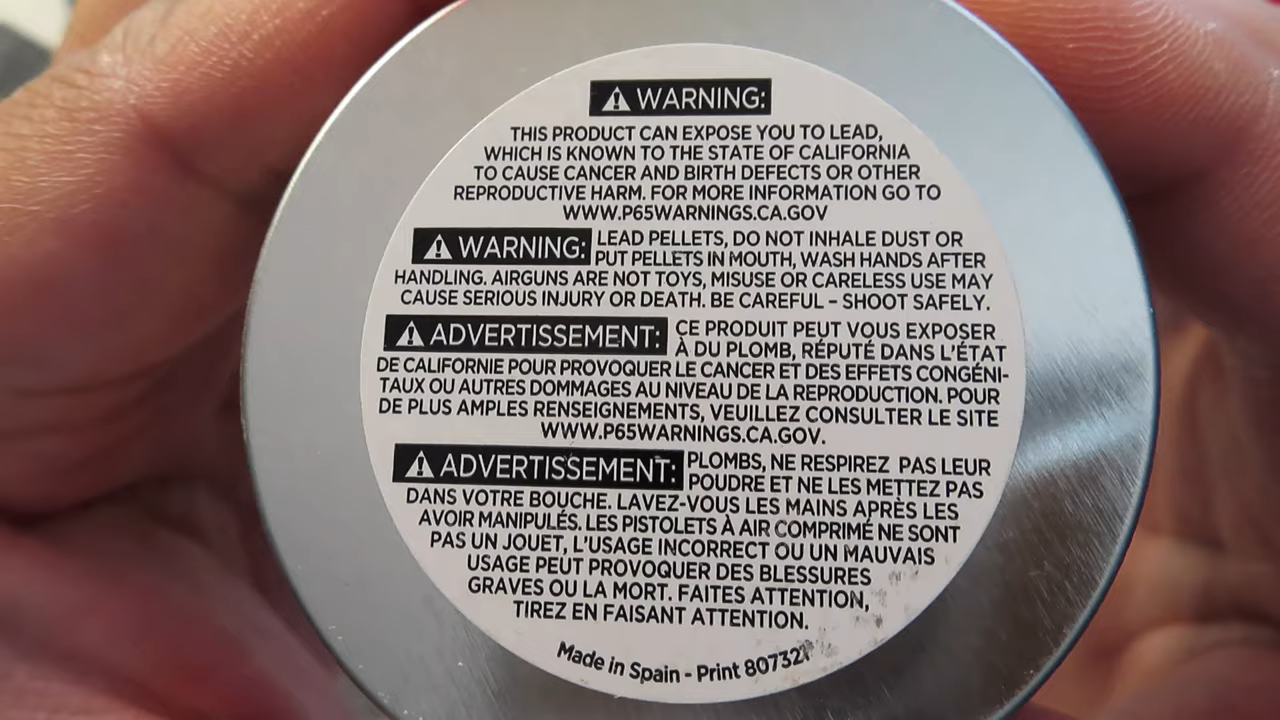 ⚠ WARNING:
THIS PRODUCT CAN EXPOSE YOU TO LEAD,
WHICH IS KNOWN TO THE STATE OF CALIFORNIA
TO CAUSE CANCER AND BIRTH DEFECTS OR OTHER
REPRODUCTIVE HARM. FOR MORE INFORMATION GO TO
WWW.P65WARNINGS.CA.GOV
⚠ WARNING: LEAD PELLETS, DO NOT INHALE DUST OR
PUT PELLETS IN MOUTH, WASH HANDS AFTER
HANDLING. AIRGUNS ARE NOT TOYS, MISUSE OR CARELESS USE MAY
CAUSE SERIOUS INJURY OR DEATH. BE CAREFUL – SHOOT SAFELY.
⚠ ADVERTISSEMENT: CE PRODUIT PEUT VOUS EXPOSER
À DU PLOMB, RÉPUTÉ DANS L'ÉTAT
DE CALIFORNIE POUR PROVOQUER LE CANCER ET DES EFFETS CONGÉNI-
TAUX OU AUTRES DOMMAGES AU NIVEAU DE LA REPRODUCTION. POUR
DE PLUS AMPLES RENSEIGNEMENTS, VEUILLEZ CONSULTER LE SITE
WWW.P65WARNINGS.CA.GOV.
⚠ ADVERTISSEMENT: PLOMBS, NE RESPIREZ PAS LEUR
POUDRE ET NE LES METTEZ PAS
DANS VOTRE BOUCHE. LAVEZ-VOUS LES MAINS APRÈS LES
AVOIR MANIPULÉS. LES PISTOLETS À AIR COMPRIMÉ NE SONT
PAS UN JOUET, L'USAGE INCORRECT OU UN MAUVAIS
USAGE PEUT PROVOQUER DES BLESSURES
GRAVES OU LA MORT. FAITES ATTENTION,
TIREZ EN FAISANT ATTENTION.
Made in Spain - Print